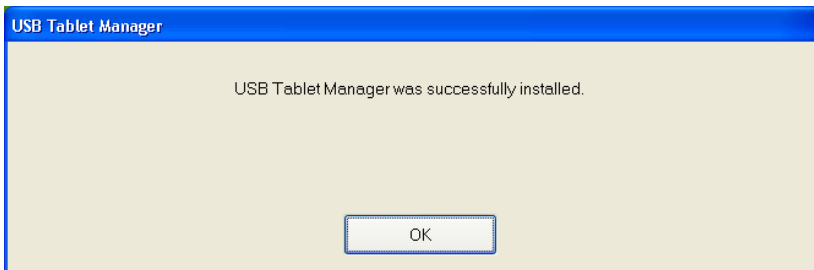 USB Tablet Manager
USB Tablet Manager was successfully installed.
OK